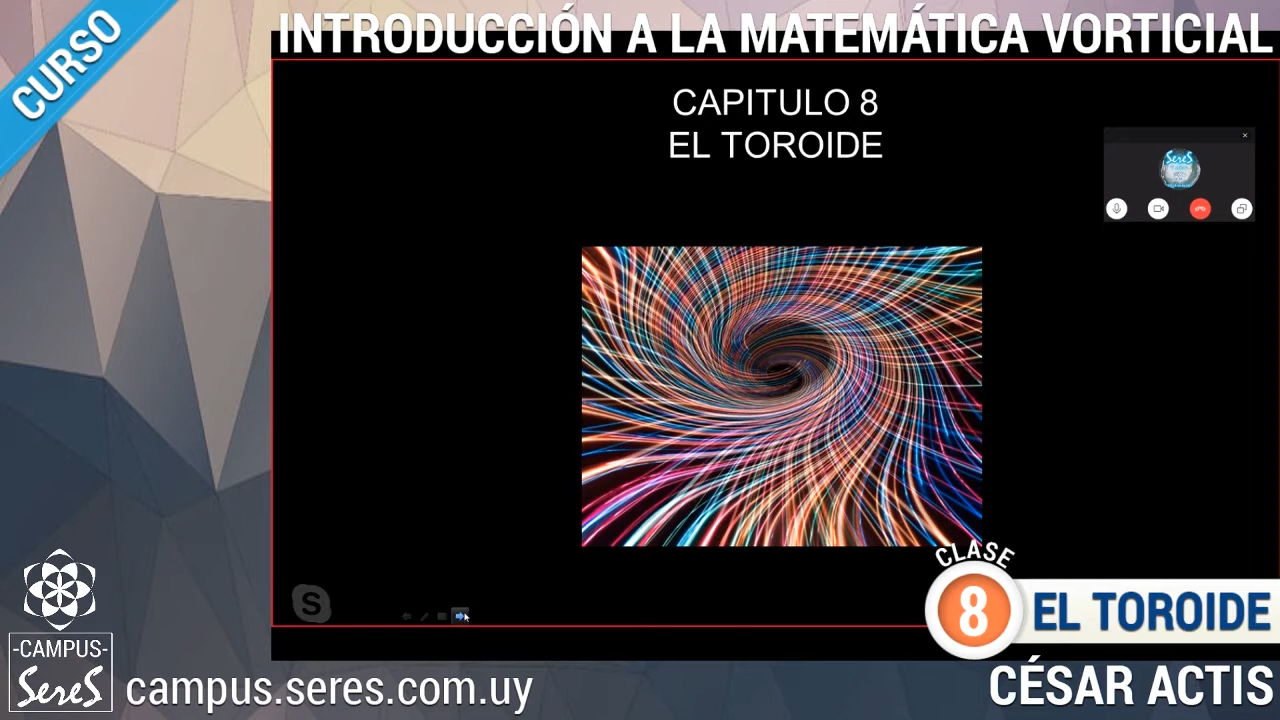 CURSO
INTRODUCCIÓN A LA MATEMÁTICA VORTICIAL
CAPITULO 8
EL TOROIDE
SereS
S
CLASE
8
EL TOROIDE
-CAMPUS-
SereS
campus.seres.com.uy
CÉSAR ACTIS